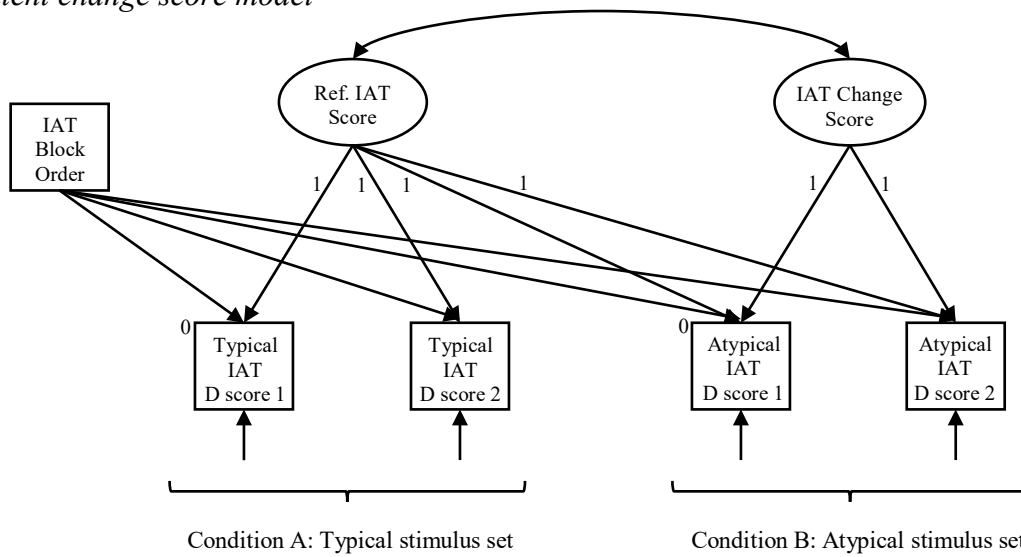 change score model
Ref. IAT
Score
IAT Change
Score
IAT
Block
Order
1
1
1
1
1
1
0
Typical
IAT
D score 1
Typical
IAT
D score 2
0
Atypical
IAT
D score 1
Atypical
IAT
D score 2
Condition A: Typical stimulus set
Condition B: Atypical stimulus set